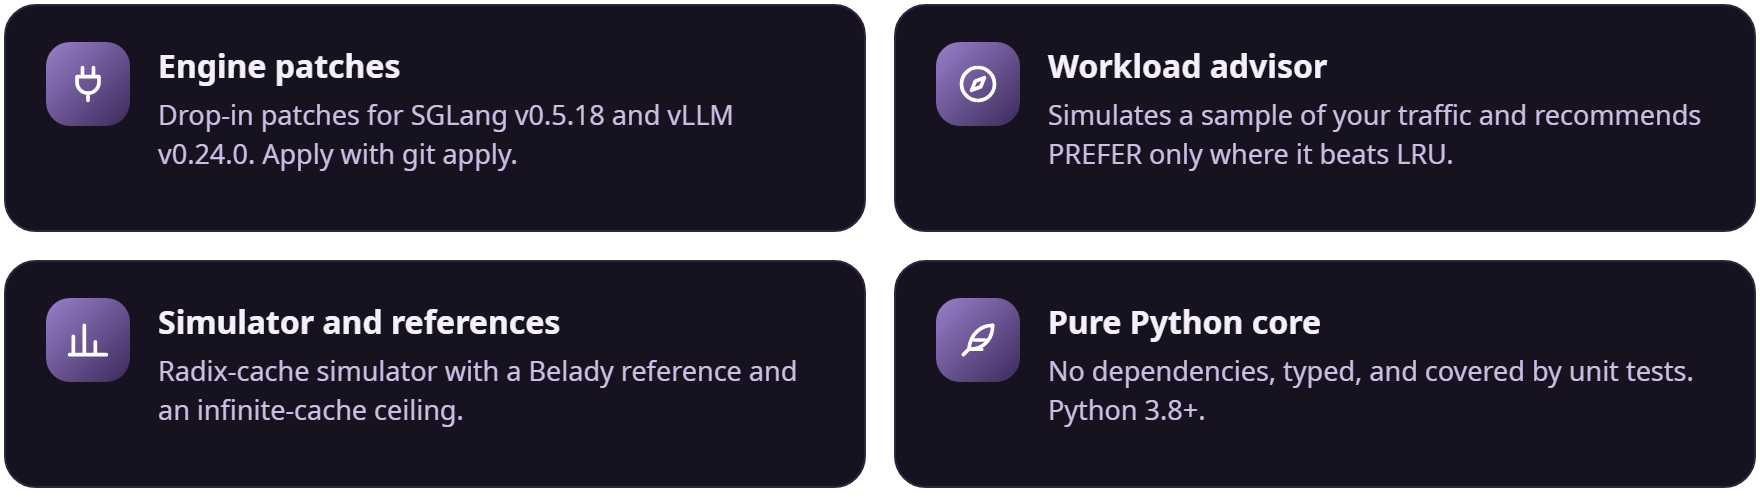 Engine patches
Drop-in patches for SGLang v0.5.18 and vLLM
v0.24.0. Apply with git apply.
Workload advisor
Simulates a sample of your traffic and recommends
PREFER only where it beats LRU.
Simulator and references
Radix-cache simulator with a Belady reference and
an infinite-cache ceiling.
Pure Python core
No dependencies, typed, and covered by unit tests.
Python 3.8+.